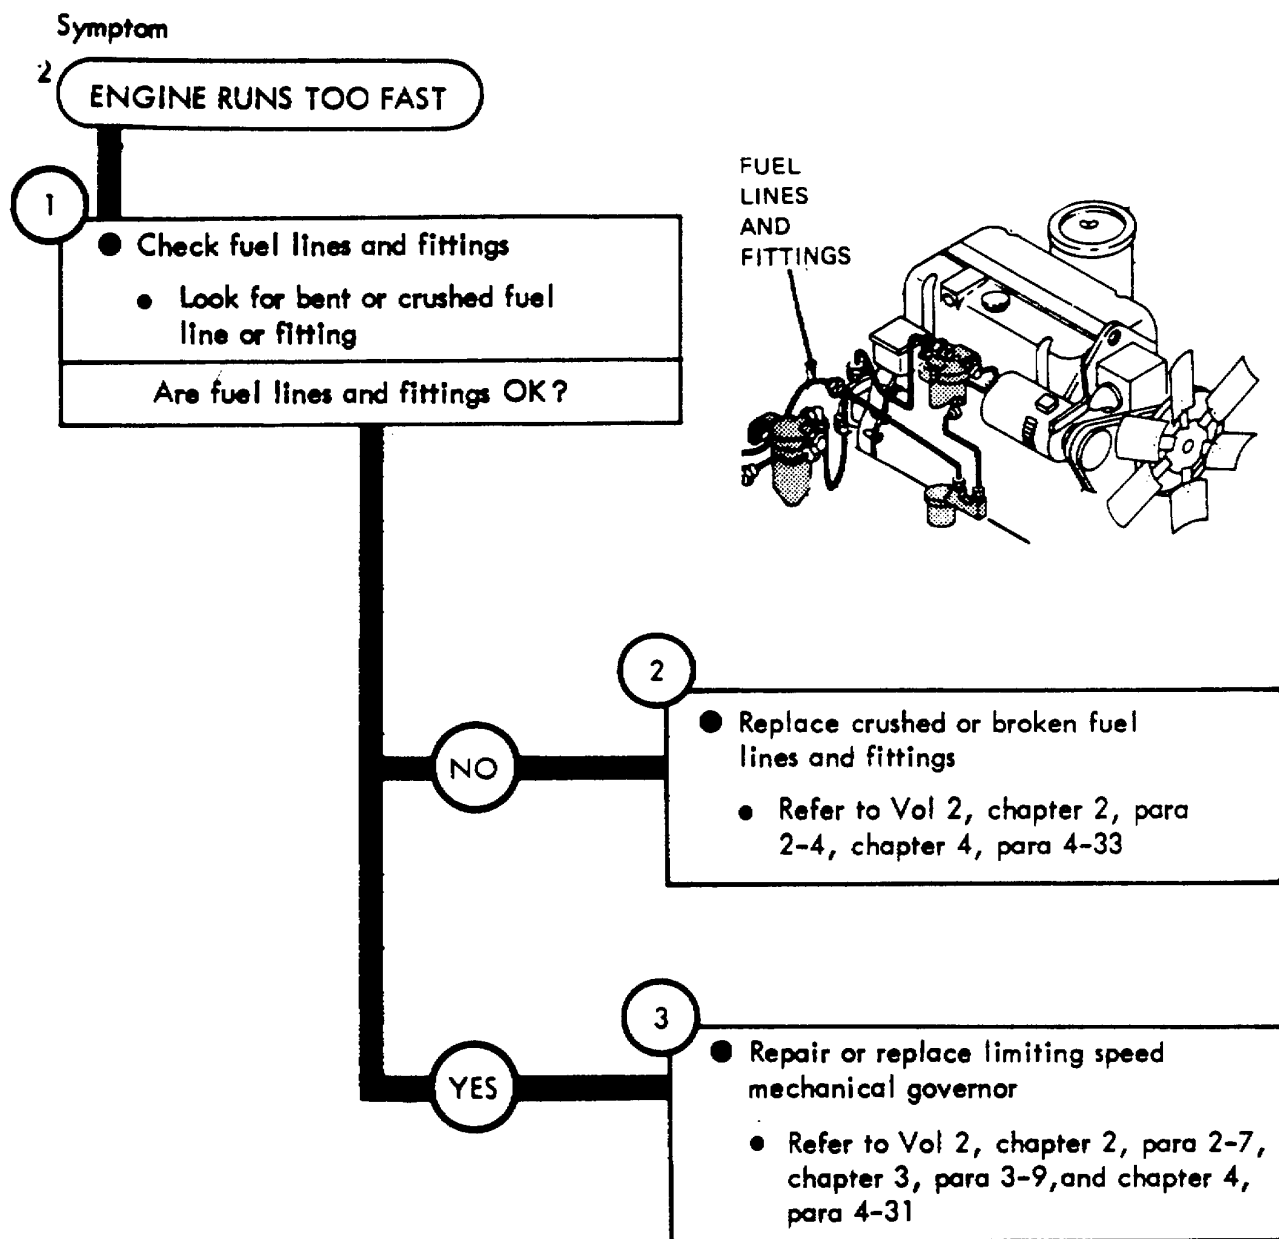 Symptom
2
ENGINE RUNS TOO FAST
1
● Check fuel lines and fittings
● Look for bent or crushed fuel
line or fitting
Are fuel lines and fittings OK?
FUEL
LINES
AND
FITTINGS
NO
2
● Replace crushed or broken fuel
lines and fittings
● Refer to Vol 2, chapter 2, para
2-4, chapter 4, para 4-33
YES
3
● Repair or replace limiting speed
mechanical governor
● Refer to Vol 2, chapter 2, para 2-7,
chapter 3, para 3-9,and chapter 4,
para 4-31